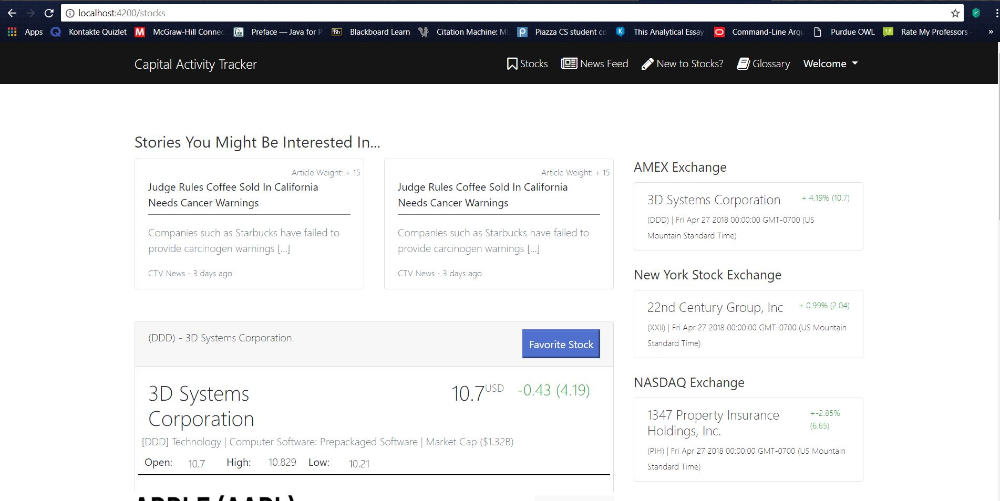 localhost:4200/stocks
Apps Kontakte Quizlet McGraw-Hill Connec Preface — Java for P Bb Blackboard Learn Citation Machine: M Piazza CS student co This Analytical Essay Command-Line Argu Purdue OWL Rate My Professors - »
Capital Activity Tracker Stocks News Feed New to Stocks? Glossary Welcome
Stories You Might Be Interested In...
Article Weight: + 15
Judge Rules Coffee Sold In California
Needs Cancer Warnings
Companies such as Starbucks have failed to
provide carcinogen warnings [...]
CTV News - 3 days ago
Article Weight: + 15
Judge Rules Coffee Sold In California
Needs Cancer Warnings
Companies such as Starbucks have failed to
provide carcinogen warnings [...]
CTV News - 3 days ago
(DDD) - 3D Systems Corporation
Favorite Stock
3D Systems
Corporation
10.7 USD -0.43 (4.19)
[DDD] Technology | Computer Software: Prepackaged Software | Market Cap ($1.32B)
Open: 10.7 High: 10.829 Low: 10.21
APPLE (AAPL)
AMEX Exchange
3D Systems Corporation + 4.19% (10.7)
(DDD) | Fri Apr 27 2018 00:00:00 GMT-0700 (US
Mountain Standard Time)
New York Stock Exchange
22nd Century Group, Inc + 0.99% (2.04)
(XXII) | Fri Apr 27 2018 00:00:00 GMT-0700 (US Mountain
Standard Time)
NASDAQ Exchange
1347 Property Insurance
Holdings, Inc.
+-2.85%
(6.65)
(PIH) | Fri Apr 27 2018 00:00:00 GMT-0700 (US Mountain
Standard Time)